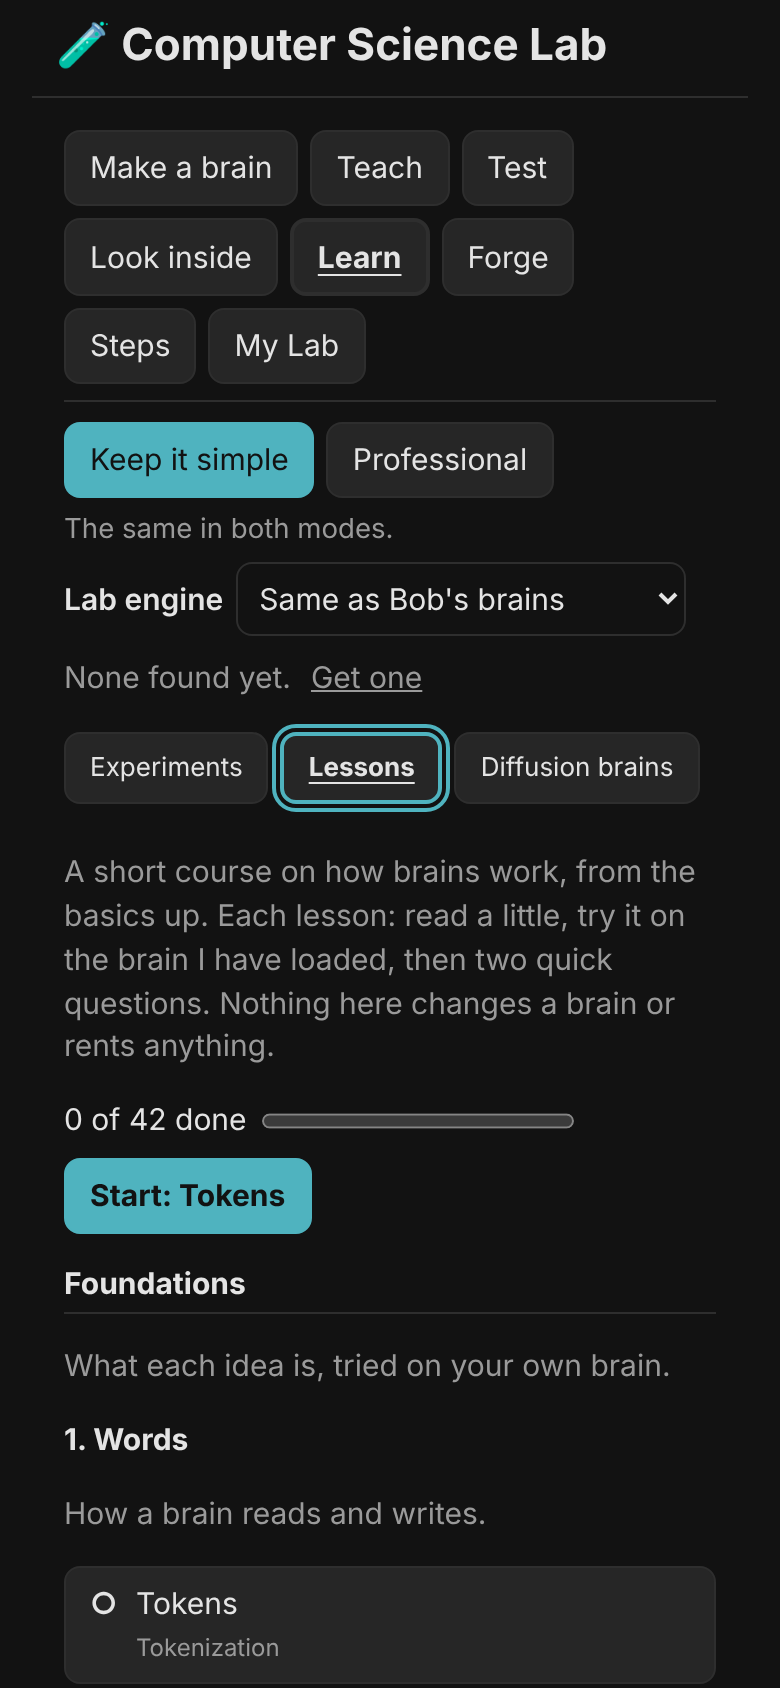 Computer Science Lab
Make a brain
Teach
Test
Look inside
Learn
Forge
Steps
My Lab
Keep it simple
Professional
The same in both modes.
Lab engine
Same as Bob's brains
None found yet. Get one
Experiments
Lessons
Diffusion brains
A short course on how brains work, from the
basics up. Each lesson: read a little, try it on
the brain I have loaded, then two quick
questions. Nothing here changes a brain or
rents anything.
0 of 42 done
Start: Tokens
Foundations
What each idea is, tried on your own brain.
1. Words
How a brain reads and writes.
Tokens
Tokenization